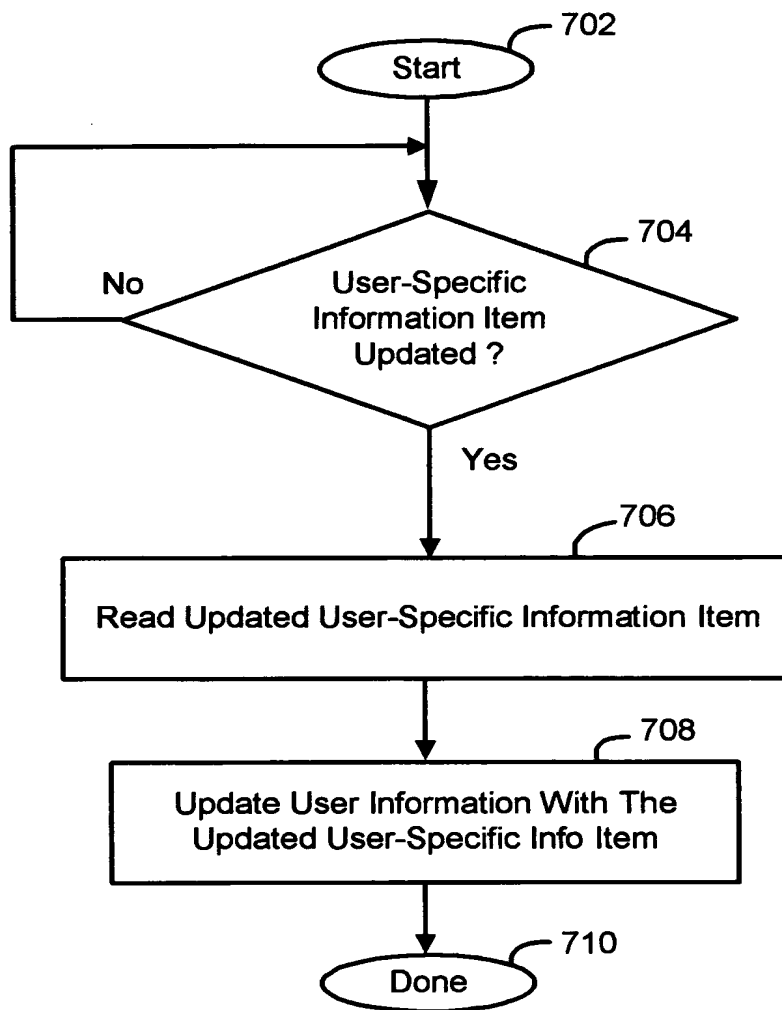 702
Start
704
User-Specific
Information Item
Updated ?
No
Yes
706
Read Updated User-Specific Information Item
708
Update User Information With The
Updated User-Specific Info Item
710
Done